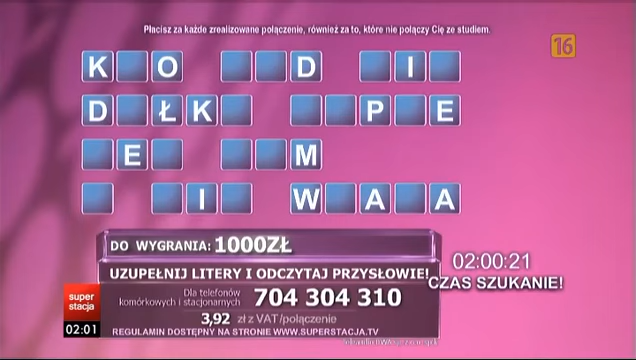 Płacisz za każde zrealizowane połączenie, również za to, które nie połączy Cię ze studiem.
16
K O D I
D Ł K P E
E M
I W A A
DO WYGRANIA: 1000ZŁ
UZUPEŁNIJ LITERY I ODCZYTAJ PRZYSŁOWIE!
Dla telefonów
komórkowych i stacjonarnych
704 304 310
3,92 zł z VAT/połączenie
REGULAMIN DOSTĘPNY NA STRONIE WWW.SUPERSTACJA.TV
02:00:21
CZAS SZUKANIE!
super
stacja
02:01